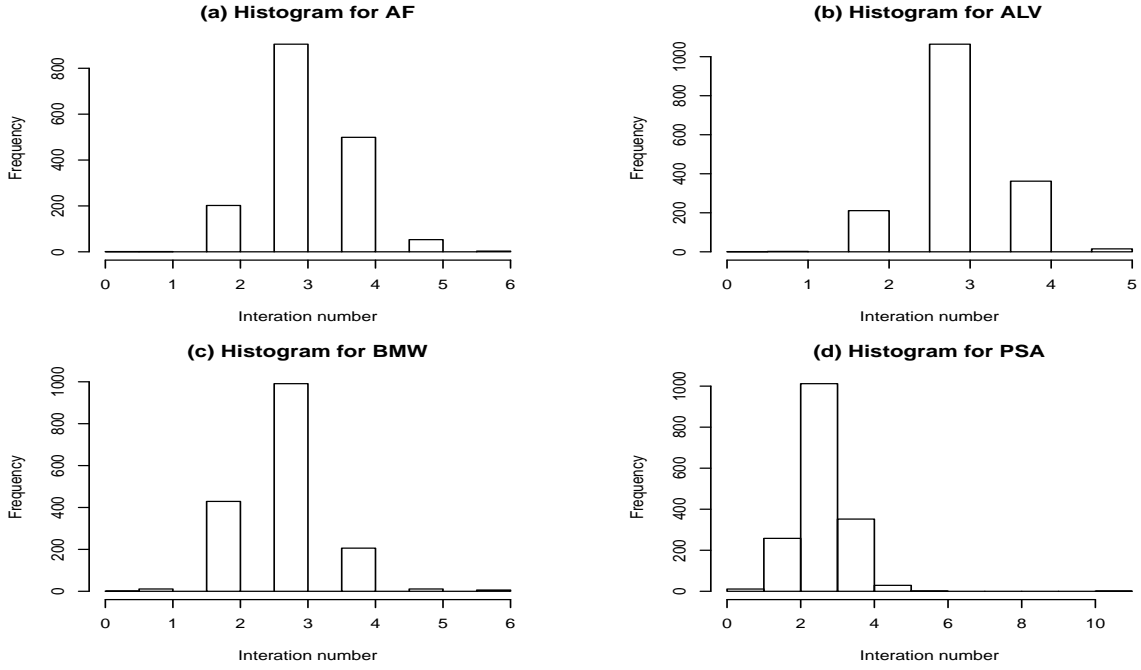 (a) Histogram for AF
Frequency
0 200 400 600 800
0 1 2 3 4 5 6
Interation number
(b) Histogram for ALV
Frequency
0 200 400 600 800 1000
0 1 2 3 4 5
Interation number
(c) Histogram for BMW
Frequency
0 200 400 600 800 1000
0 1 2 3 4 5 6
Interation number
(d) Histogram for PSA
Frequency
0 200 400 600 800 1000
0 2 4 6 8 10
Interation number